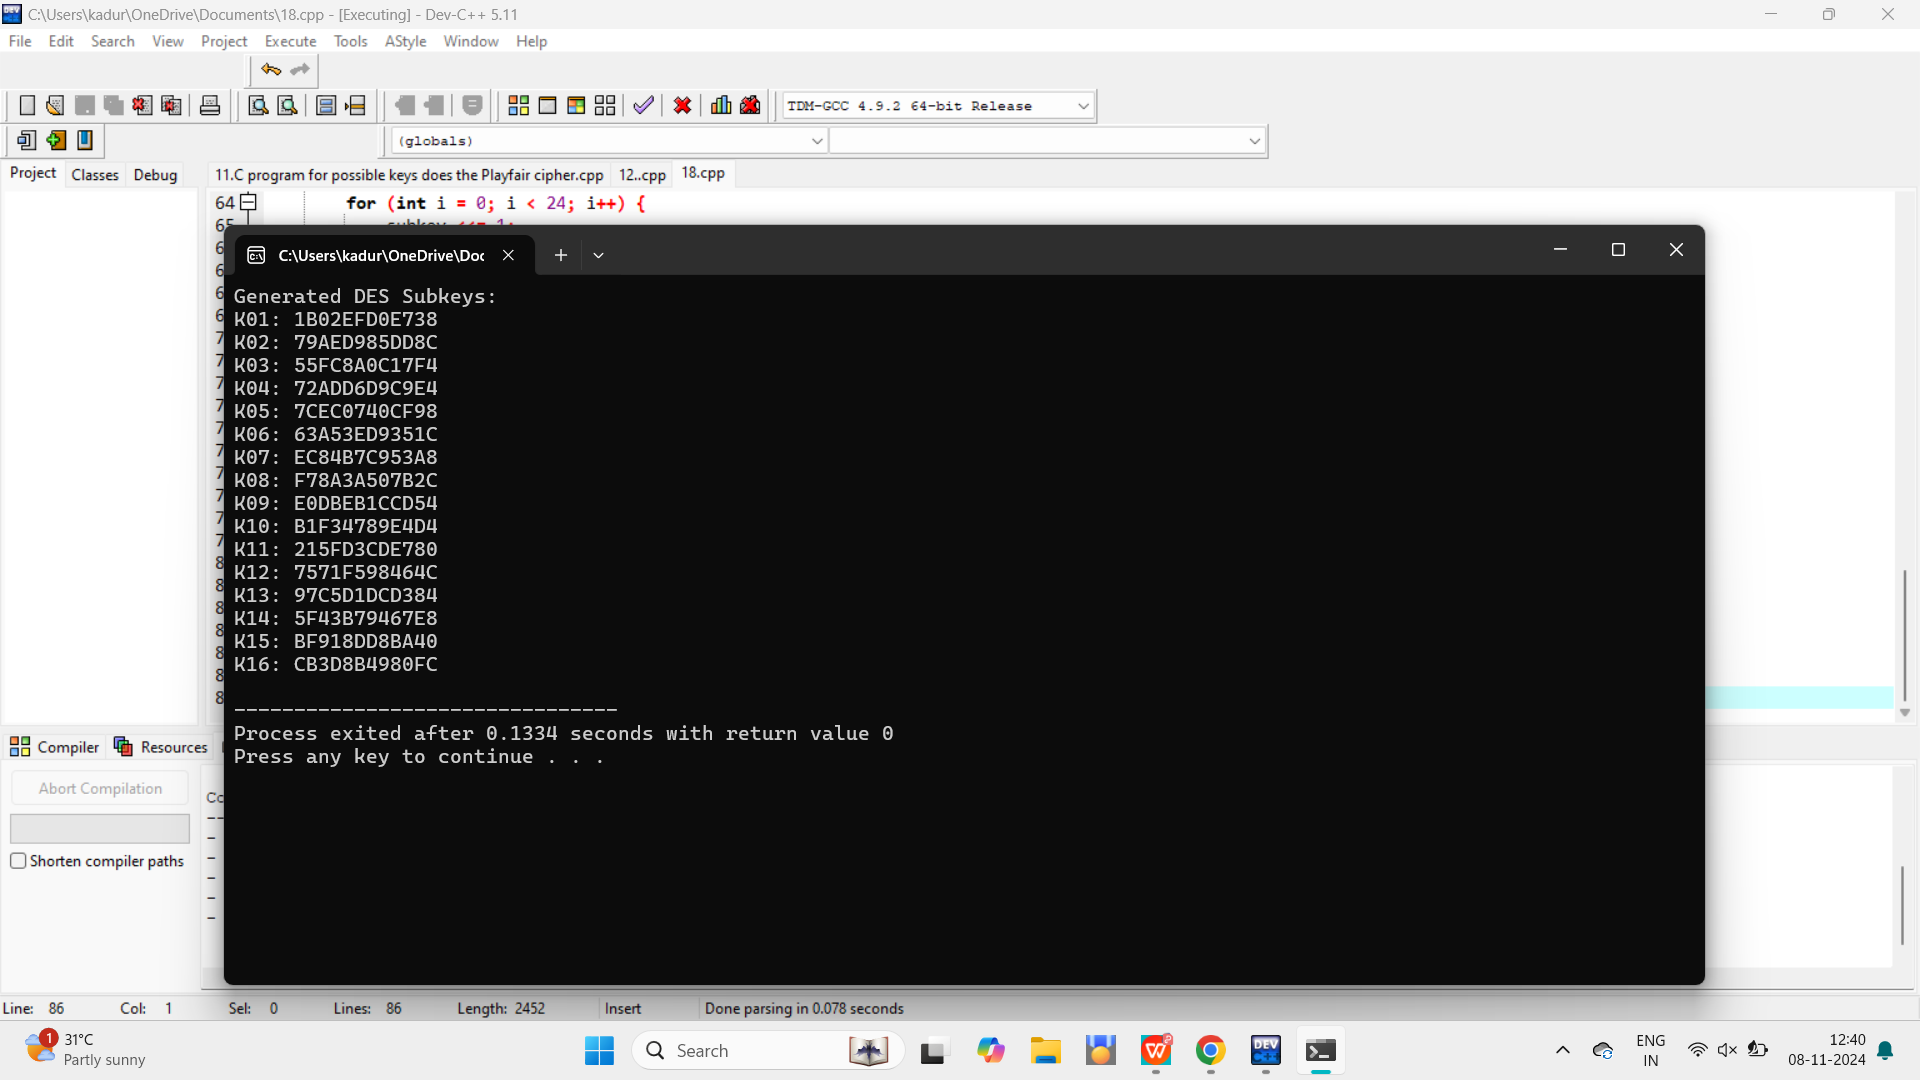 C:\Users\kadur\OneDrive\Documents\18.cpp - [Executing] - Dev-C++ 5.11
File Edit Search View Project Execute Tools AStyle Window Help
TDM-GCC 4.9.2 64-bit Release
(globals)
Project Classes Debug
11.C program for possible keys does the Playfair cipher.cpp 12..cpp 18.cpp
64 for (int i = 0; i < 24; i++) {
65 subkey <<= 1;
C:\Users\kadur\OneDrive\Doc
Generated DES Subkeys:
K01: 1B02EFD0E738
K02: 79AED985DD8C
K03: 55FC8A0C17F4
K04: 72ADD6D9C9E4
K05: 7CEC0740CF98
K06: 63A53ED9351C
K07: EC84B7C953A8
K08: F78A3A507B2C
K09: E0DBEB1CCD54
K10: B1F34789E4D4
K11: 215FD3CDE780
K12: 7571F598464C
K13: 97C5D1DCD384
K14: 5F43B79467E8
K15: BF918DD8BA40
K16: CB3D8B4980FC
--------------------------------
Process exited after 0.1334 seconds with return value 0
Press any key to continue . . .
Compiler Resources
Abort Compilation
Shorten compiler paths
Line: 86 Col: 1 Sel: 0 Lines: 86 Length: 2452 Insert Done parsing in 0.078 seconds
1
31°C
Partly sunny
Search
DEV
ENG
IN
12:40
08-11-2024